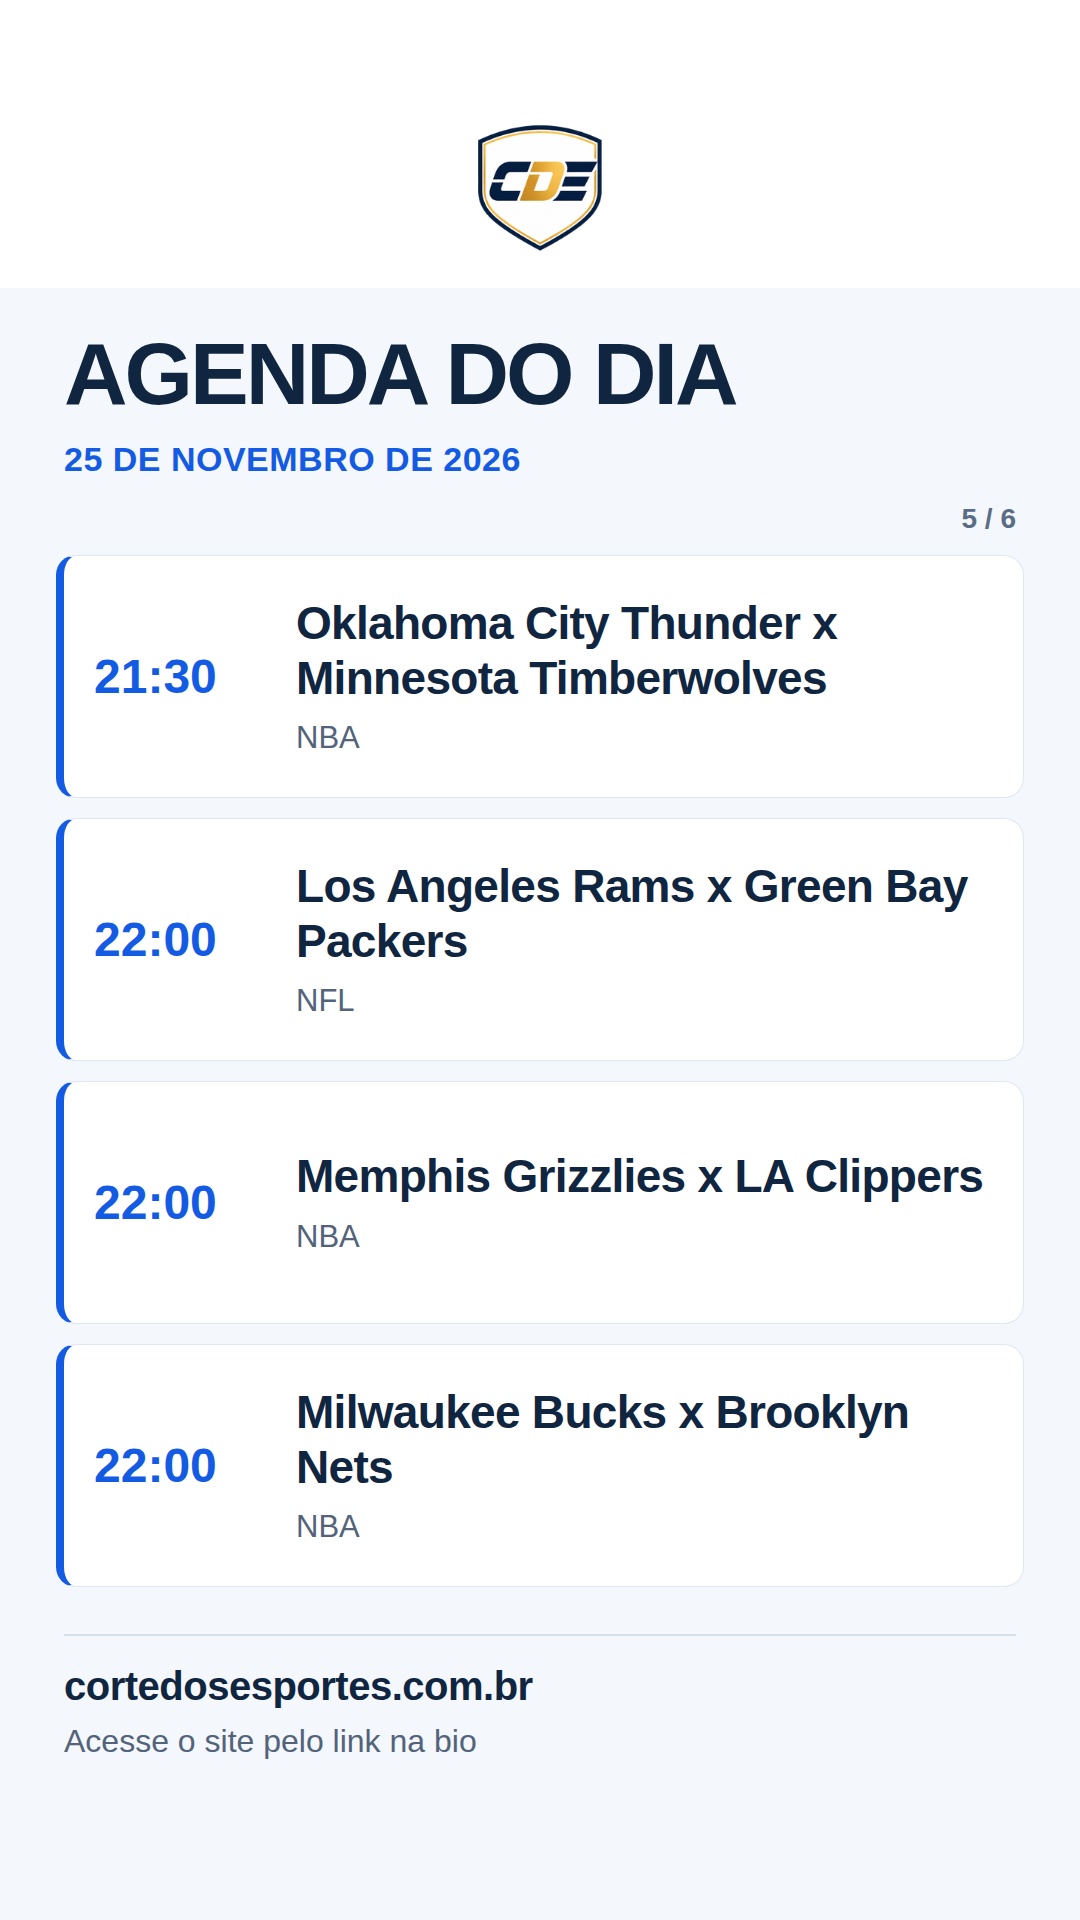 CDE
AGENDA DO DIA
25 DE NOVEMBRO DE 2026
5 / 6
21:30
Oklahoma City Thunder x
Minnesota Timberwolves
NBA
22:00
Los Angeles Rams x Green Bay
Packers
NFL
22:00
Memphis Grizzlies x LA Clippers
NBA
22:00
Milwaukee Bucks x Brooklyn
Nets
NBA
cortedosesportes.com.br
Acesse o site pelo link na bio